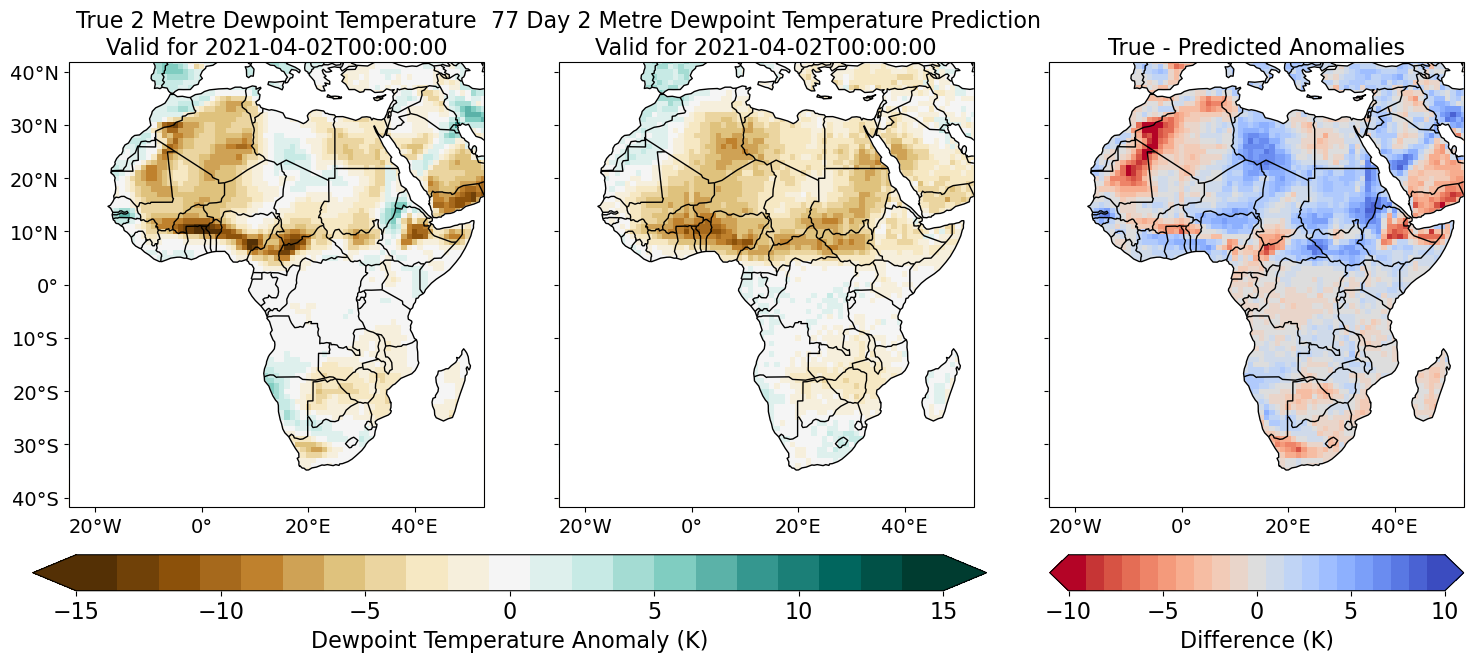 True 2 Metre Dewpoint Temperature
Valid for 2021-04-02T00:00:00
77 Day 2 Metre Dewpoint Temperature Prediction
Valid for 2021-04-02T00:00:00
True - Predicted Anomalies
40°N
30°N
20°N
10°N
0°
10°S
20°S
30°S
40°S
20°W 0° 20°E 40°E
20°W 0° 20°E 40°E
20°W 0° 20°E 40°E
−15 −10 −5 0 5 10 15
Dewpoint Temperature Anomaly (K)
−10 −5 0 5 10
Difference (K)